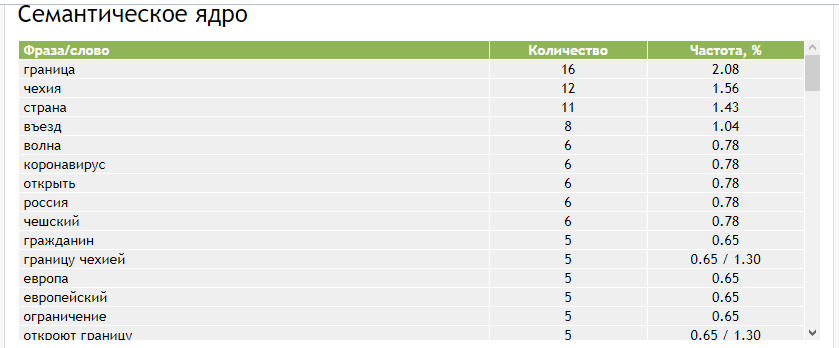 Семантическое ядро
Фраза/слово Количество Частота, %
граница 16 2.08
чехия 12 1.56
страна 11 1.43
въезд 8 1.04
волна 6 0.78
коронавирус 6 0.78
открыть 6 0.78
россия 6 0.78
чешский 6 0.78
гражданин 5 0.65
границу чехией 5 0.65 / 1.30
европа 5 0.65
европейский 5 0.65
ограничение 5 0.65
откроют границу 5 0.65 / 1.30